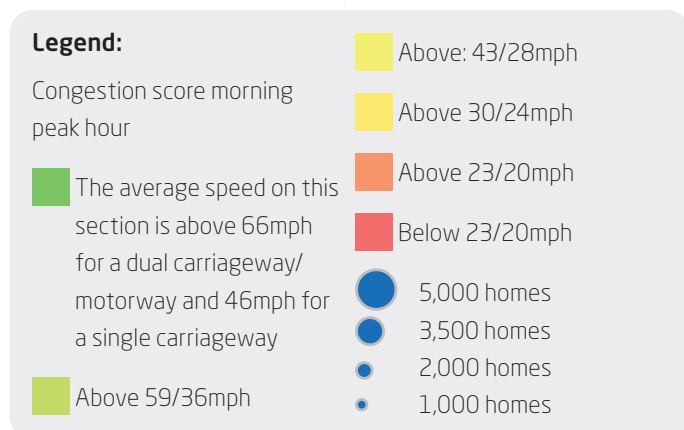 Legend:
Congestion score morning
peak hour
The average speed on this
section is above 66mph
for a dual carriageway/
motorway and 46mph for
a single carriageway
Above 59/36mph
Above: 43/28mph
Above 30/24mph
Above 23/20mph
Below 23/20mph
5,000 homes
3,500 homes
2,000 homes
1,000 homes